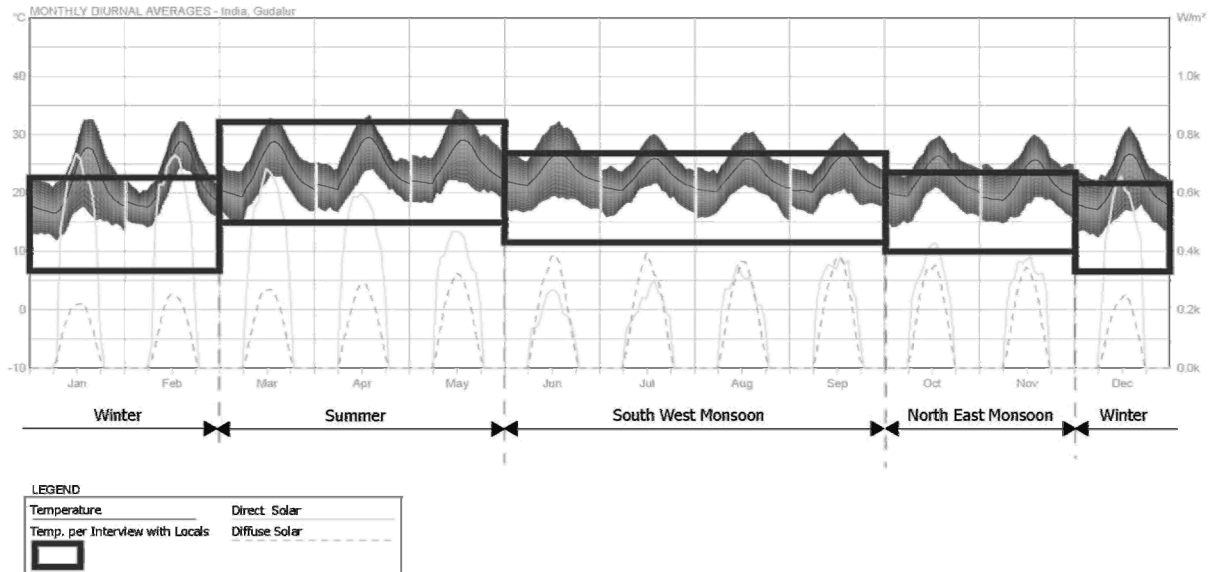 MONTHLY DIURNAL AVERAGES - India, Gudalur
°C
W/m²
40
30
20
10
0
-10
1.0k
0.8k
0.6k
0.4k
0.2k
0.0k
Jan Feb Mar Apr May Jun Jul Aug Sep Oct Nov Dec
Winter Summer South West Monsoon North East Monsoon Winter
LEGEND
Temperature Direct Solar
Temp. per Interview with Locals Diffuse Solar